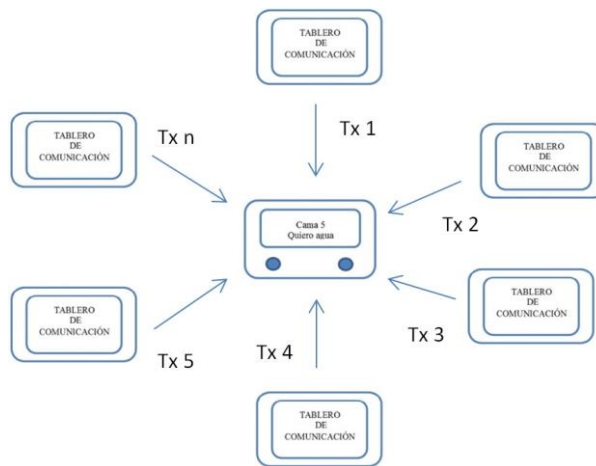 TABLERO
DE
COMUNICACIÓN
Tx 1
TABLERO
DE
COMUNICACIÓN
Tx n
TABLERO
DE
COMUNICACIÓN
Tx 2
Cama 5
Quiero agua
TABLERO
DE
COMUNICACIÓN
Tx 5
TABLERO
DE
COMUNICACIÓN
Tx 3
Tx 4
TABLERO
DE
COMUNICACIÓN